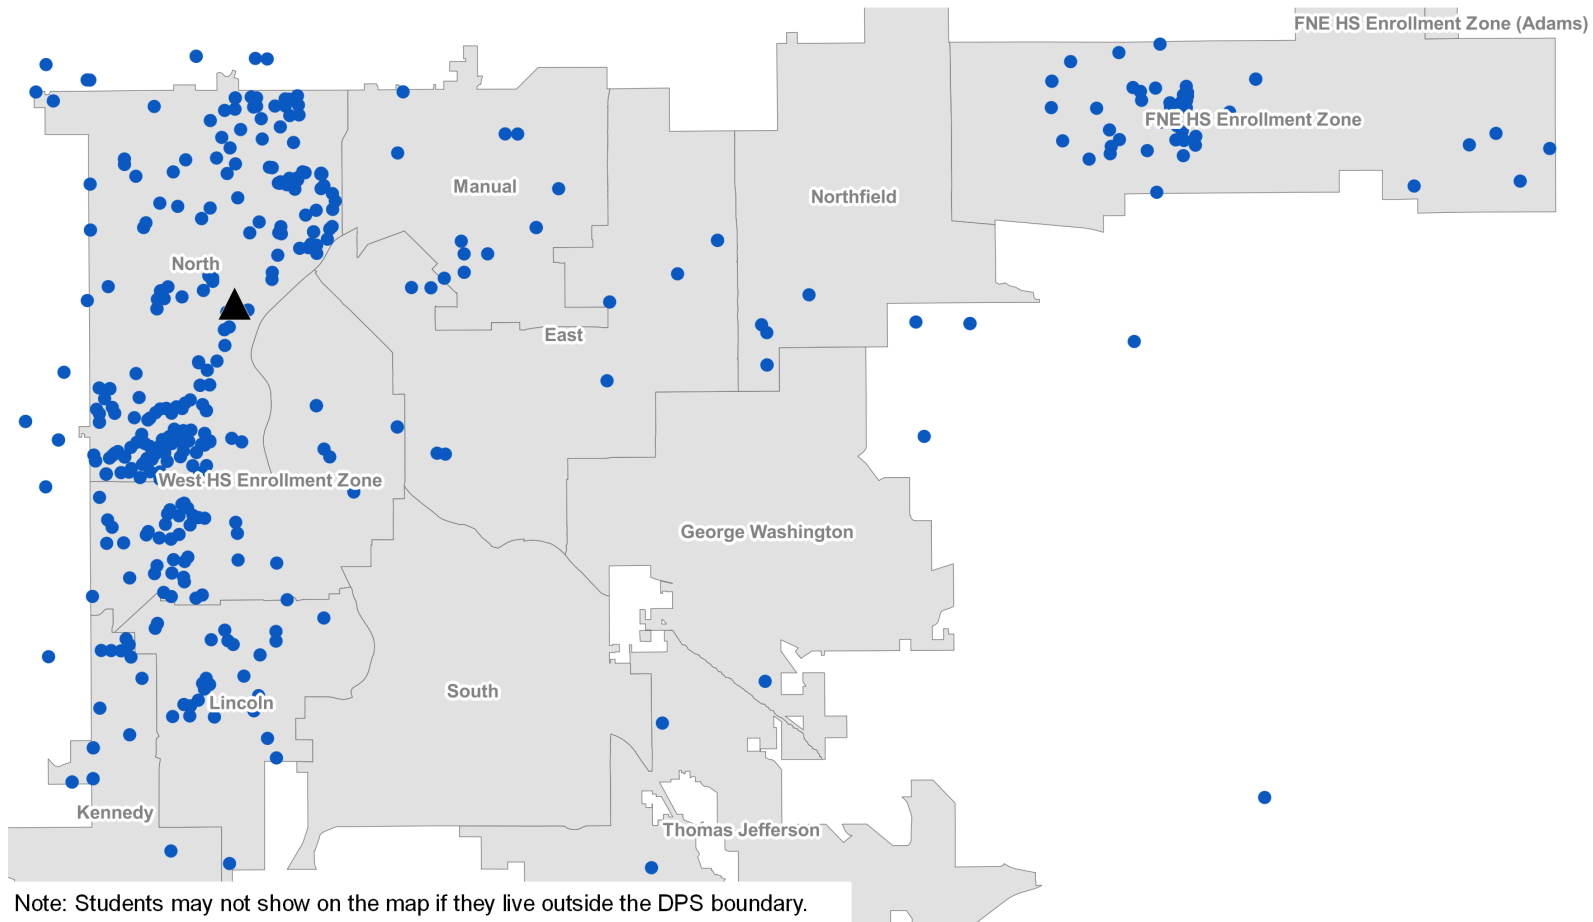 FNE HS Enrollment Zone (Adams)
FNE HS Enrollment Zone
Manual
Northfield
North
East
West HS Enrollment Zone
George Washington
South
Lincoln
Kennedy
Thomas Jefferson
Note: Students may not show on the map if they live outside the DPS boundary.